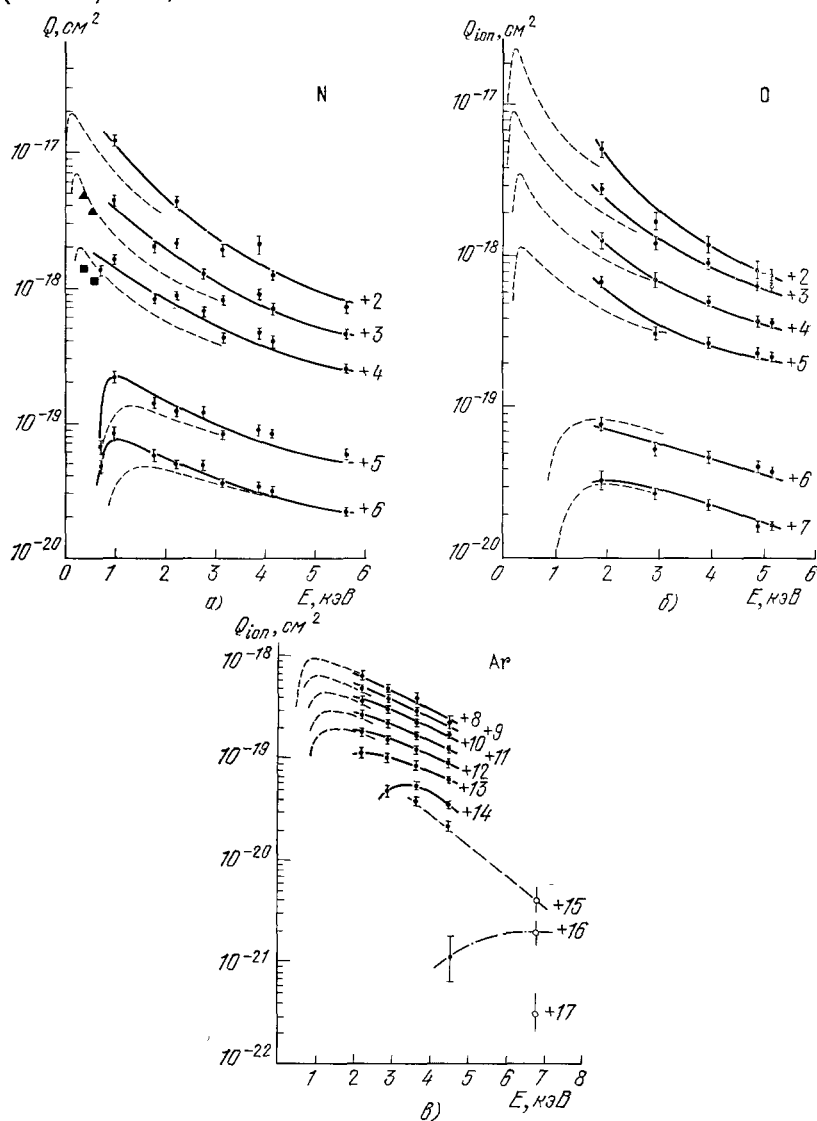 Q, см²
Q_ion, см²
N
O
10⁻¹⁷
10⁻¹⁸
10⁻¹⁹
10⁻²⁰
+2
+3
+4
+5
+6
0 1 2 3 4 5 6
E, кэВ
а)
10⁻¹⁷
10⁻¹⁸
10⁻¹⁹
10⁻²⁰
+2
+3
+4
+5
+6
+7
0 1 2 3 4 5 6
E, кэВ
б)
Q_ion, см²
Ar
10⁻¹⁸
10⁻¹⁹
10⁻²⁰
10⁻²¹
10⁻²²
+8
+9
+10
+11
+12
+13
+14
+15
+16
+17
1 2 3 4 5 6 7 8
E, кэВ
в)